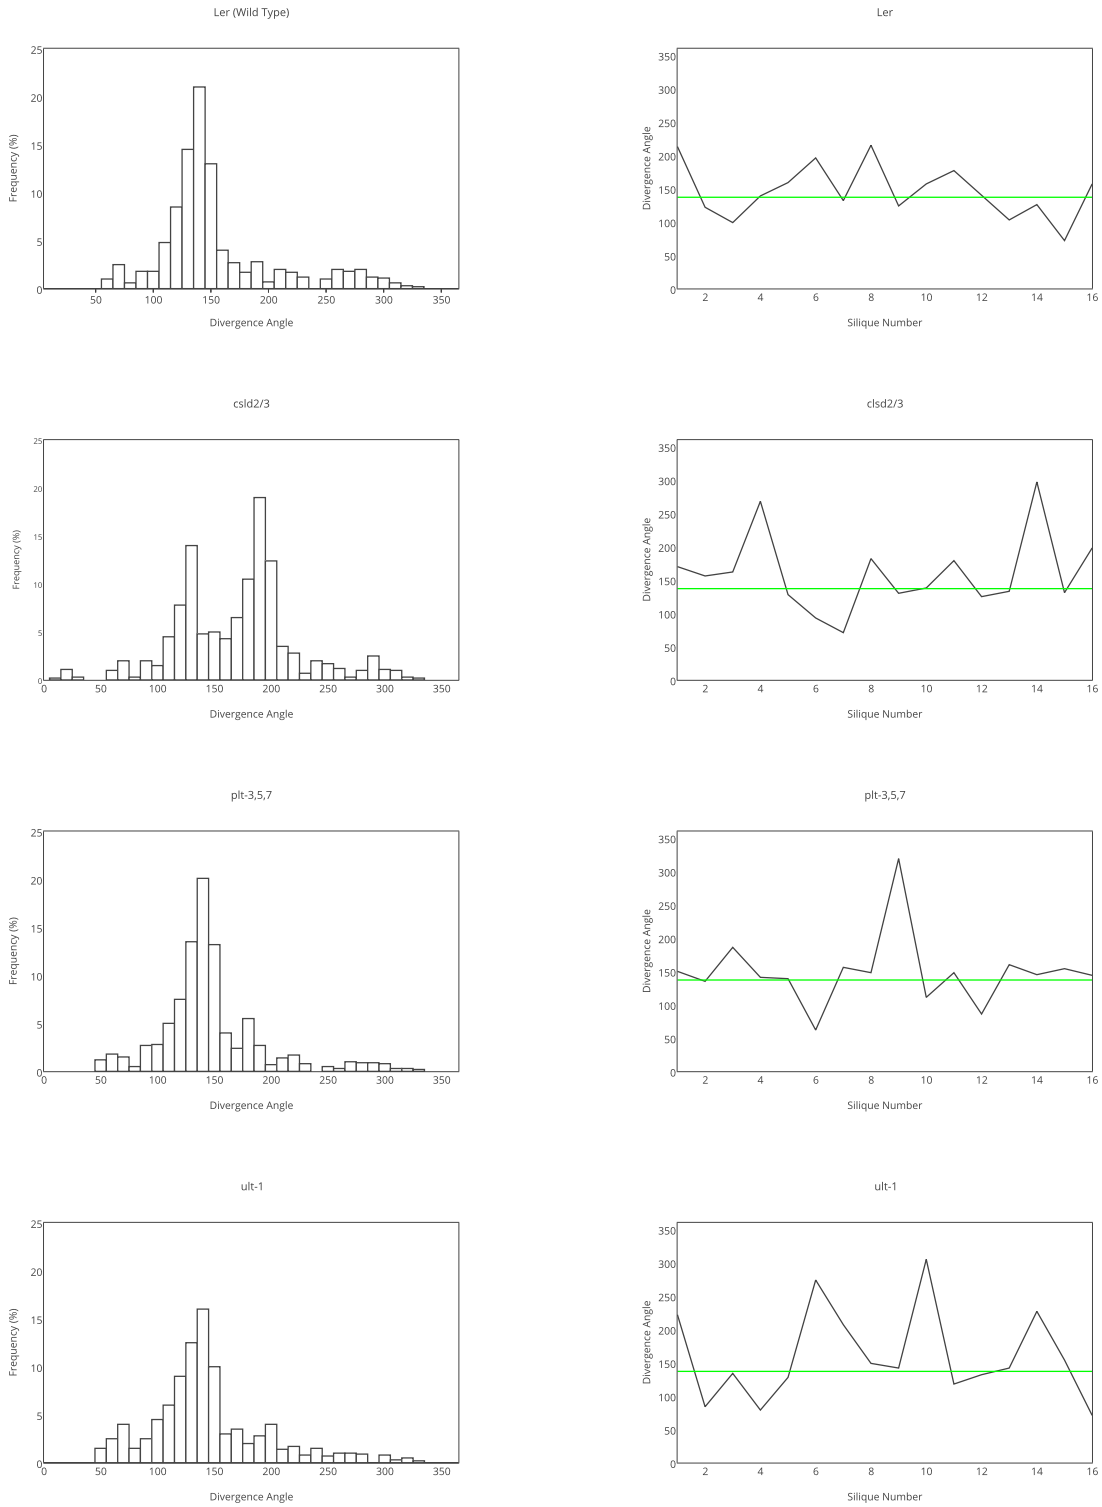 Ler (Wild Type)
25
20
15
10
5
0
Frequency (%)
50 100 150 200 250 300 350
Divergence Angle
Ler
350
300
250
200
150
100
50
0
Divergence Angle
2 4 6 8 10 12 14 16
Silique Number
csld2/3
25
20
15
10
5
0
Frequency (%)
0 50 100 150 200 250 300 350
Divergence Angle
clsd2/3
350
300
250
200
150
100
50
0
Divergence Angle
2 4 6 8 10 12 14 16
Silique Number
plt-3,5,7
25
20
15
10
5
0
Frequency (%)
0 50 100 150 200 250 300 350
Divergence Angle
plt-3,5,7
350
300
250
200
150
100
50
0
Divergence Angle
2 4 6 8 10 12 14 16
Silique Number
ult-1
25
20
15
10
5
0
Frequency (%)
0 50 100 150 200 250 300 350
Divergence Angle
ult-1
350
300
250
200
150
100
50
0
Divergence Angle
2 4 6 8 10 12 14 16
Silique Number